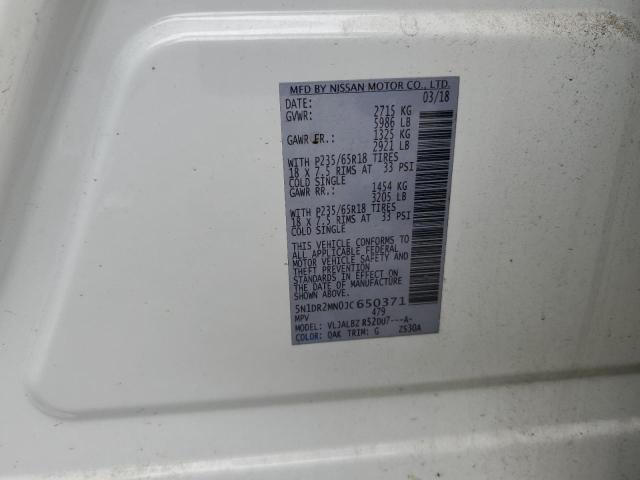 MFD BY NISSAN MOTOR CO., LTD.
DATE: 03/18
GVWR: 2715 KG
5986 LB
GAWR FR.: 1325 KG
2921 LB
WITH P235/65R18 TIRES
18 X 7.5 RIMS AT 33 PSI
COLD SINGLE
GAWR RR.: 1454 KG
3205 LB
WITH P235/65R18 TIRES
18 X 7.5 RIMS AT 33 PSI
COLD SINGLE
THIS VEHICLE CONFORMS TO
ALL APPLICABLE FEDERAL
MOTOR VEHICLE SAFETY AND
THEFT PREVENTION
STANDARDS IN EFFECT ON
THE DATE OF MANUFACTURE
SHOWN ABOVE.
5N1DR2MN0JC650371
MPV 479
MODEL: VLJALBZ R52DU7---A-
COLOR: QAK TRIM: G ZS30A